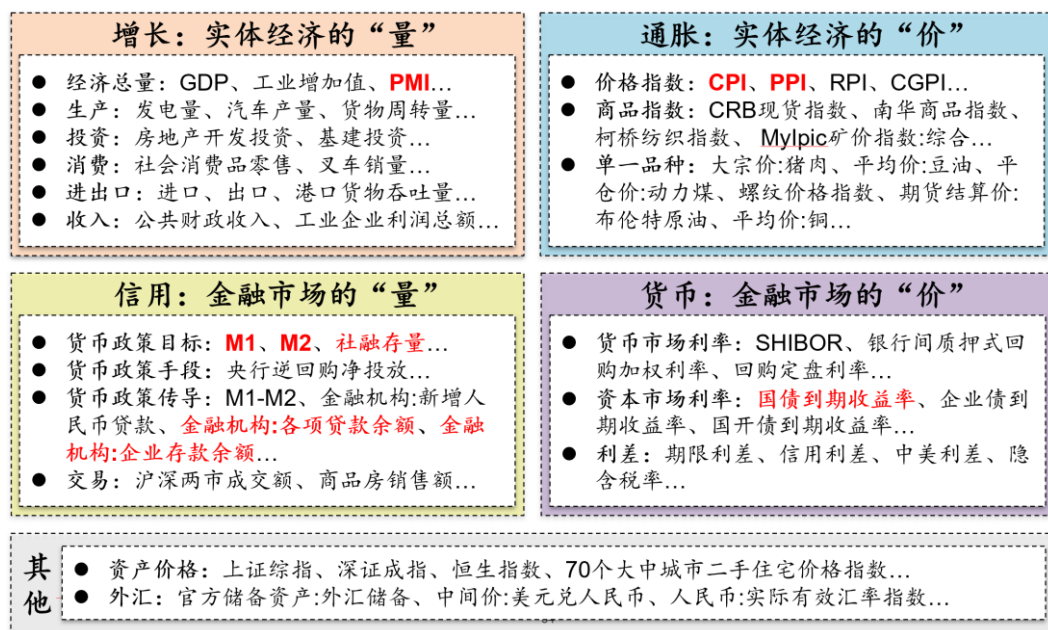 增长：实体经济的“量”
● 经济总量：GDP、工业增加值、PMI…
● 生产：发电量、汽车产量、货物周转量…
● 投资：房地产开发投资、基建投资…
● 消费：社会消费品零售、叉车销量…
● 进出口：进口、出口、港口货物吞吐量…
● 收入：公共财政收入、工业企业利润总额…
通胀：实体经济的“价”
● 价格指数：CPI、PPI、RPI、CGPI…
● 商品指数：CRB现货指数、南华商品指数、
柯桥纺织指数、 MyIpic矿价指数:综合…
● 单一品种：大宗价:猪肉、平均价:豆油、平
仓价:动力煤、螺纹价格指数、期货结算价:
布伦特原油、平均价:铜…
信用：金融市场的“量”
● 货币政策目标：M1、M2、社融存量…
● 货币政策手段：央行逆回购净投放…
● 货币政策传导：M1-M2、金融机构:新增人
民币贷款、金融机构:各项贷款余额、金融
机构:企业存款余额…
● 交易：沪深两市成交额、商品房销售额…
货币：金融市场的“价”
● 货币市场利率：SHIBOR、银行间质押式回
购加权利率、回购定盘利率…
● 资本市场利率：国债到期收益率、企业债到
期收益率、国开债到期收益率…
● 利差：期限利差、信用利差、中美利差、隐
含税率…
其他
● 资产价格：上证综指、深证成指、恒生指数、70个大中城市二手住宅价格指数…
● 外汇：官方储备资产:外汇储备、中间价:美元兑人民币、人民币:实际有效汇率指数…